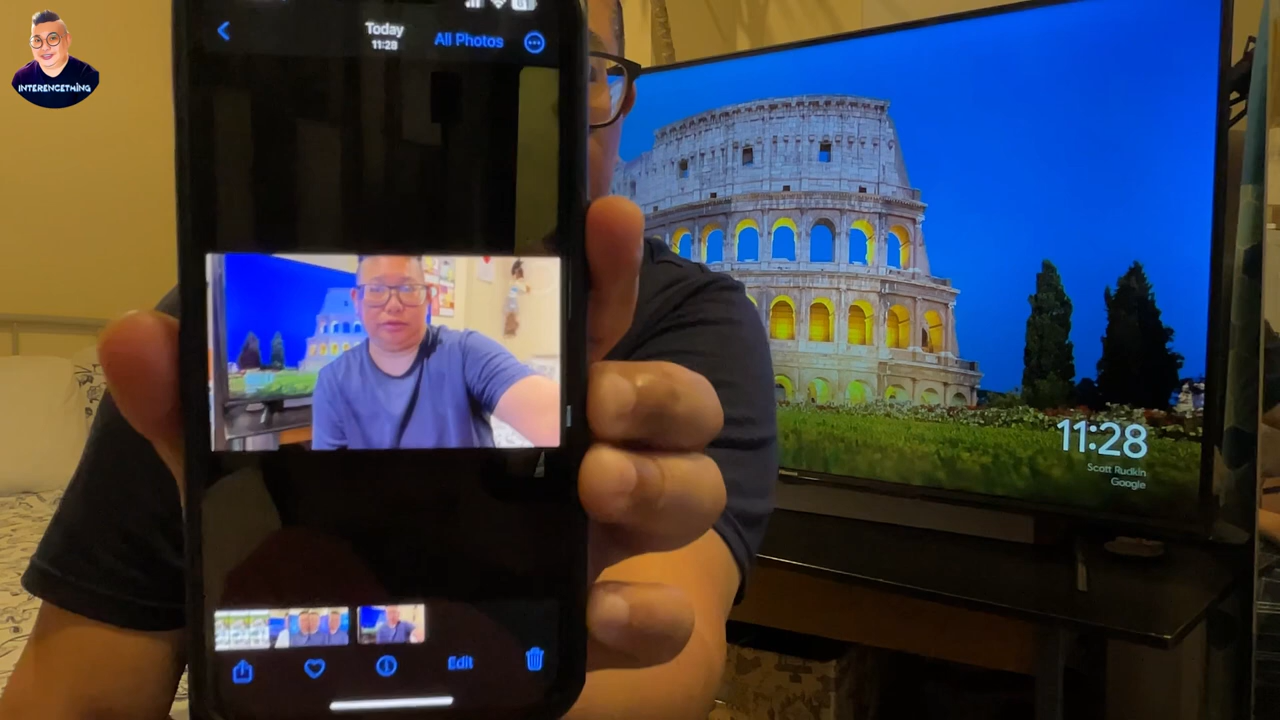 INTERENCETHING
Today
11:28
All Photos
Edit
11:28
Scott Rudkin
Google